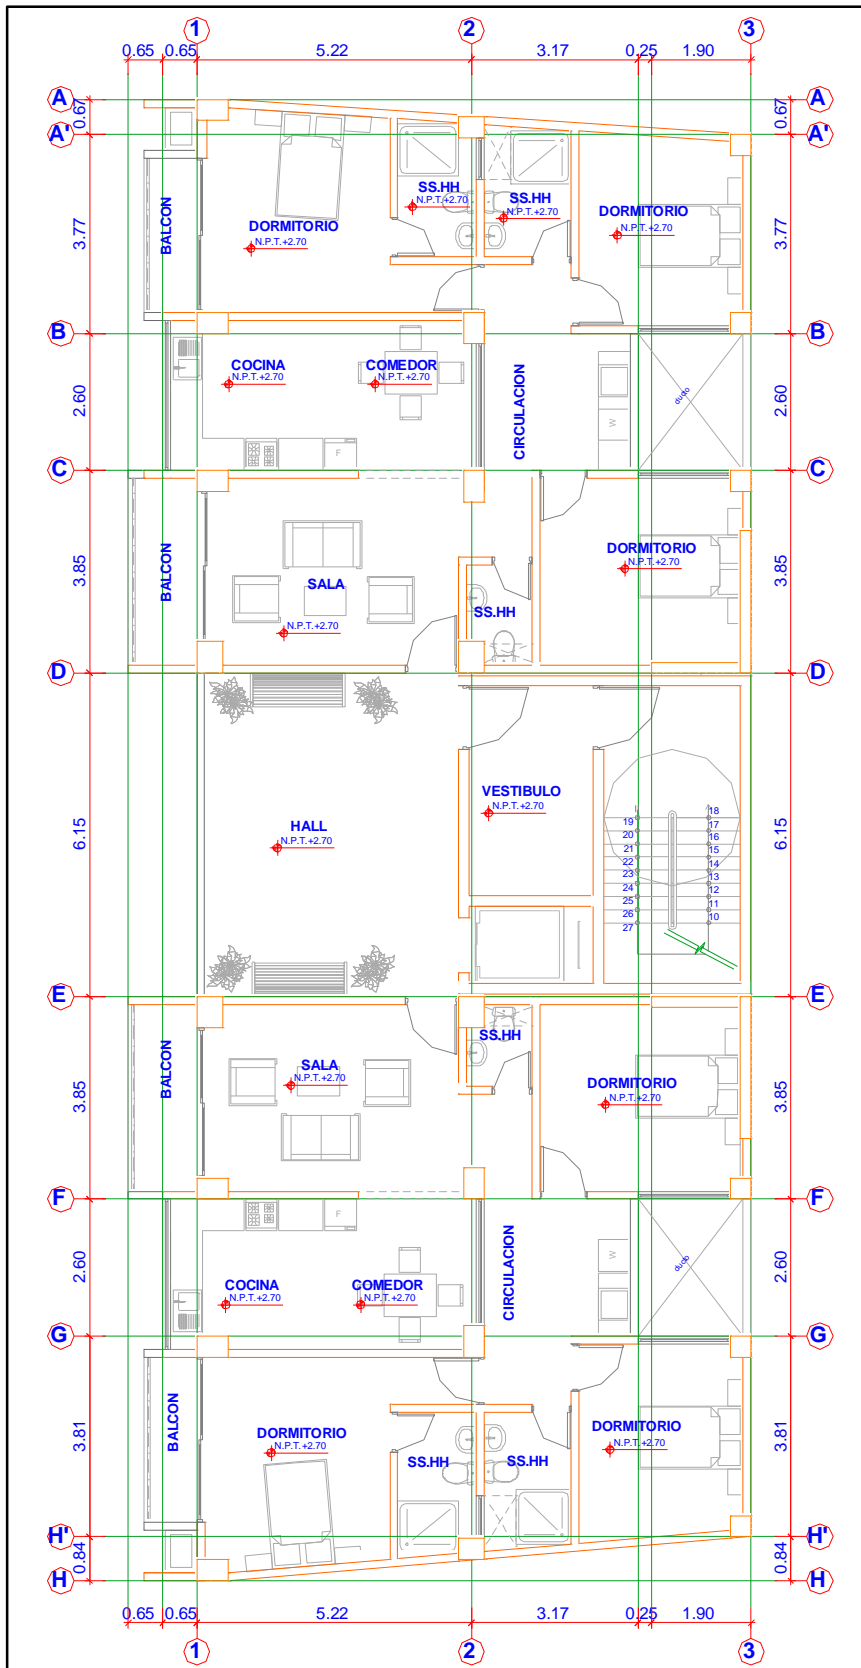 1 2 3
0.65 0.65 5.22 3.17 0.25 1.90
A A
0.67 0.67
A' A'
SS.HH
N.P.T.+2.70
SS.HH
N.P.T.+2.70
BALCON
3.77 3.77
DORMITORIO
N.P.T.+2.70
DORMITORIO
N.P.T.+2.70
B B
COCINA
N.P.T.+2.70
COMEDOR
N.P.T.+2.70
2.60 2.60
CIRCULACION
ducto
W
F
C C
BALCON
3.85 3.85
DORMITORIO
N.P.T.+2.70
SALA
N.P.T.+2.70
SS.HH
D D
VESTIBULO
N.P.T.+2.70
HALL
N.P.T.+2.70
6.15 6.15
18
19 17
20 16
21 15
22 14
23 13
24 12
25 11
26 10
27
E E
SS.HH
BALCON
SALA
N.P.T.+2.70
DORMITORIO
N.P.T.+2.70
3.85 3.85
F F
F
W
ducto
CIRCULACION
2.60 2.60
COCINA
N.P.T.+2.70
COMEDOR
N.P.T.+2.70
G G
BALCON
3.81 3.81
DORMITORIO
N.P.T.+2.70
DORMITORIO
N.P.T.+2.70
SS.HH
SS.HH
H' H'
0.84 0.84
H H
0.65 0.65 5.22 3.17 0.25 1.90
1 2 3